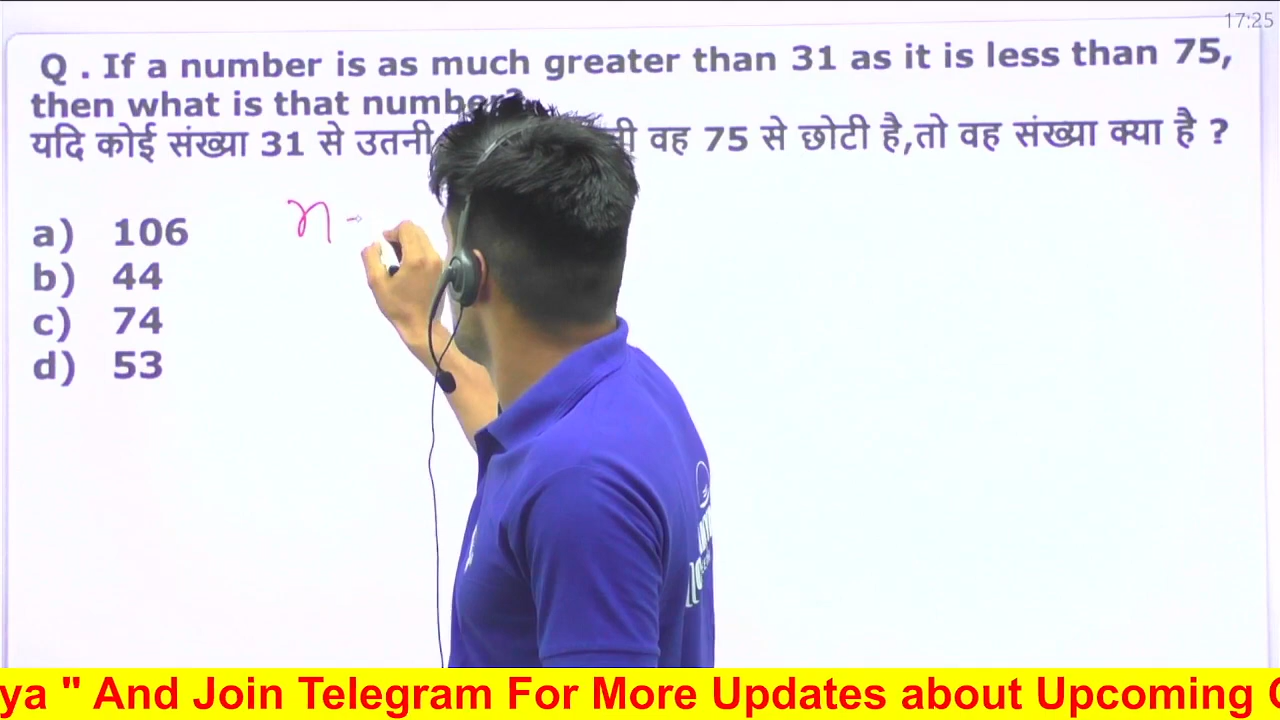 17:25
Q . If a number is as much greater than 31 as it is less than 75,
then what is that number?
यदि कोई संख्या 31 से उतनी वह 75 से छोटी है,तो वह संख्या क्या है ?
a) 106
b) 44
c) 74
d) 53
ya " And Join Telegram For More Updates about Upcoming